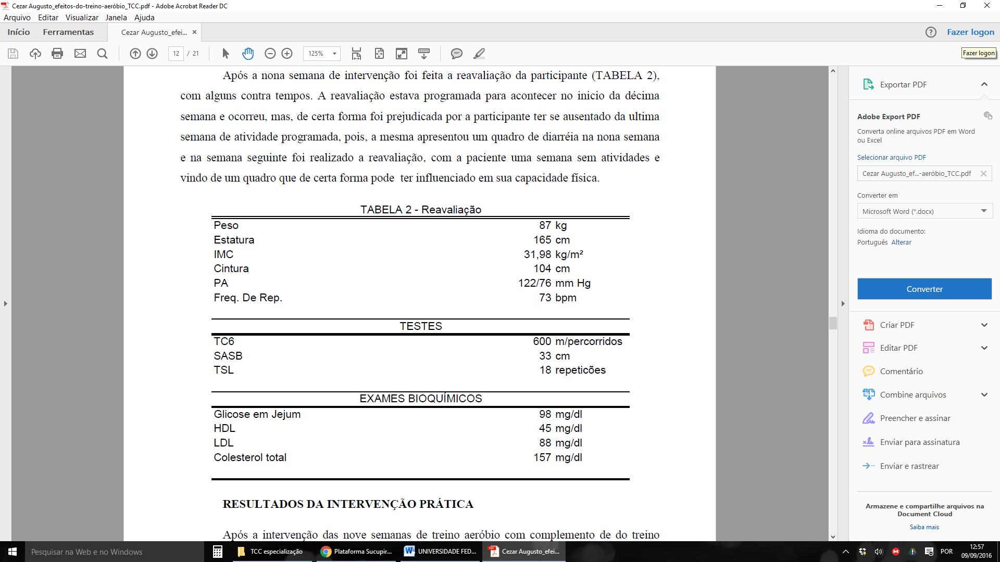 Cezar Augusto_efeitos-do-treino-aeróbio_TCC.pdf - Adobe Acrobat Reader DC
Arquivo Editar Visualizar Janela Ajuda
Início Ferramentas Cezar Augusto_efei... × ? Fazer logon
12 / 21 125% Fazer logon
Após a nona semana de intervenção foi feita a reavaliação da participante (TABELA 2),
com alguns contra tempos. A reavaliação estava programada para acontecer no inicio da décima
semana e ocorreu, mas, de certa forma foi prejudicada por a participante ter se ausentado da ultima
semana de atividade programada, pois, a mesma apresentou um quadro de diarréia na nona semana
e na semana seguinte foi realizado a reavaliação, com a paciente uma semana sem atividades e
vindo de um quadro que de certa forma pode ter influenciado em sua capacidade física.
TABELA 2 - Reavaliação
Peso 87 kg
Estatura 165 cm
IMC 31,98 kg/m²
Cintura 104 cm
PA 122/76 mm Hg
Freq. De Rep. 73 bpm
TESTES
TC6 600 m/percorridos
SASB 33 cm
TSL 18 repeticões
EXAMES BIOQUÍMICOS
Glicose em Jejum 98 mg/dl
HDL 45 mg/dl
LDL 88 mg/dl
Colesterol total 157 mg/dl
RESULTADOS DA INTERVENÇÃO PRÁTICA
Após a intervenção das nove semanas de treino aeróbio com complemento de do treino
Exportar PDF
Adobe Export PDF
Converta online arquivos PDF em Word
ou Excel
Selecionar arquivo PDF
Cezar Augusto_ef...-aeróbio_TCC.pdf
Converter em
Microsoft Word (*.docx)
Idioma do documento:
Português Alterar
Converter
Criar PDF
Editar PDF
Comentário
Combine arquivos
Preencher e assinar
Enviar para assinatura
Enviar e rastrear
Armazene e compartilhe arquivos na
Document Cloud
Saiba mais
Pesquisar na Web e no Windows
TCC especialização
Plataforma Sucupir...
UNIVERSIDADE FED...
Cezar Augusto_efei...
POR
12:57
09/09/2016